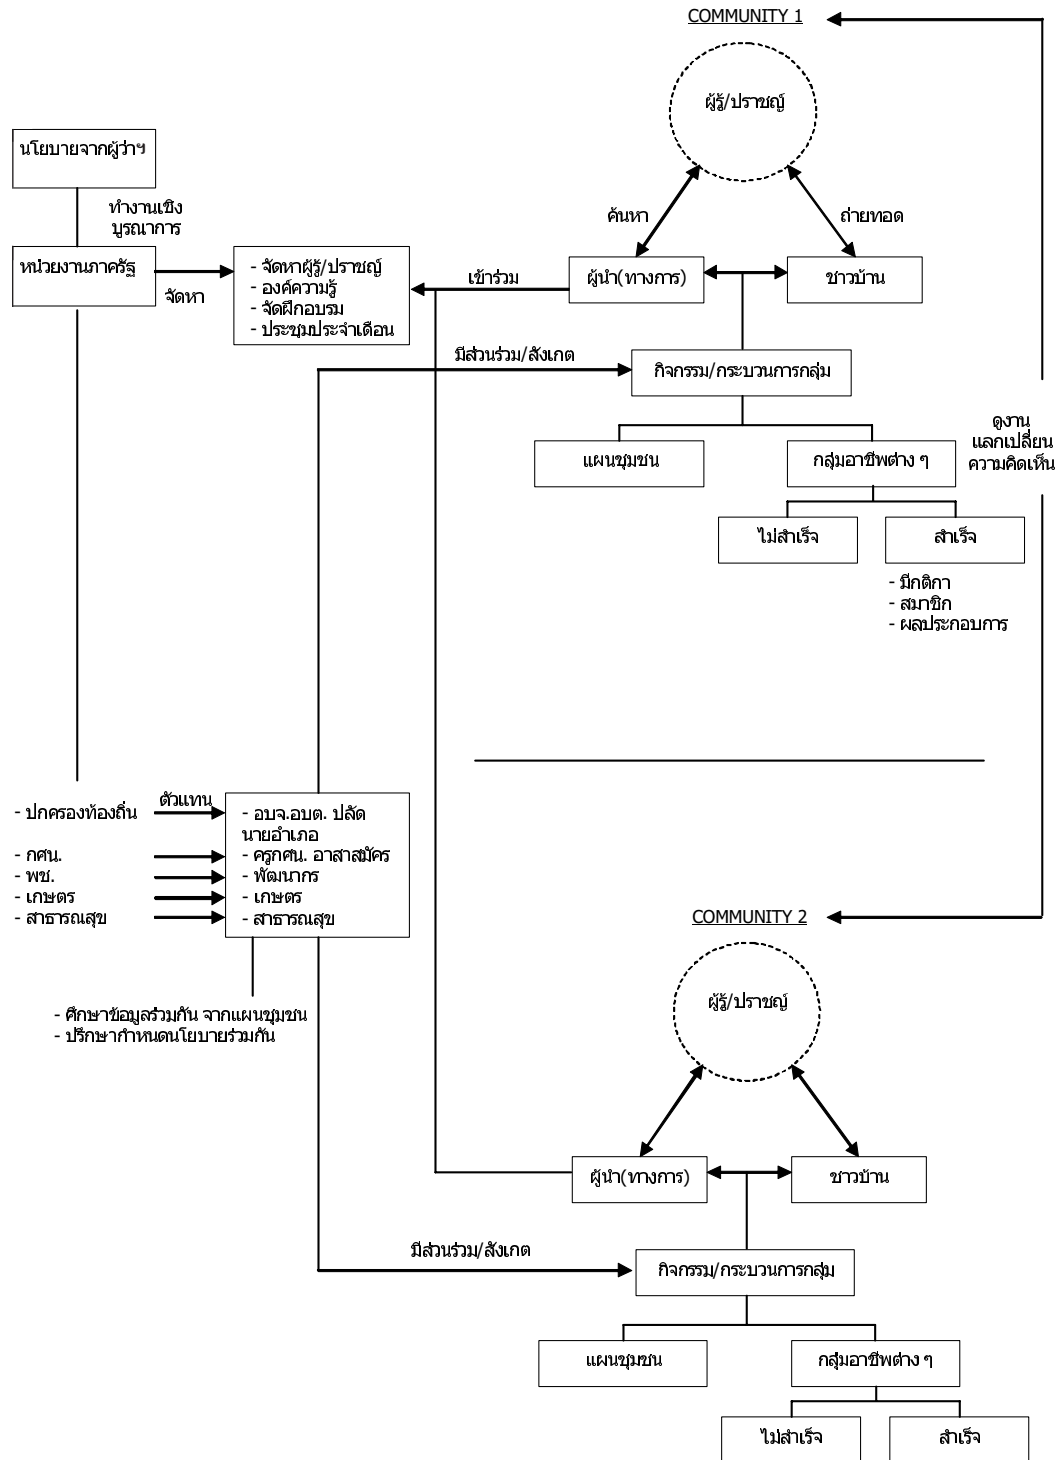 COMMUNITY 1
ผู้รู้/ปราชญ์
นโยบายจากผู้ว่าฯ
ทำงานเชิง
บูรณาการ
ค้นหา
ถ่ายทอด
หน่วยงานภาครัฐ
จัดหา
- จัดหาผู้รู้/ปราชญ์
- องค์ความรู้
- จัดฝึกอบรม
- ประชุมประจำเดือน
เข้าร่วม
ผู้นำ(ทางการ)
ชาวบ้าน
มีส่วนร่วม/สังเกต
กิจกรรม/กระบวนการกลุ่ม
ดูงาน
แลกเปลี่ยน
ความคิดเห็น
แผนชุมชน
กลุ่มอาชีพต่าง ๆ
ไม่สำเร็จ
สำเร็จ
- มีกติกา
- สมาชิก
- ผลประกอบการ
- ปกครองท้องถิ่น
- กศน.
- พช.
- เกษตร
- สาธารณสุข
ตัวแทน
- อบจ.อบต. ปลัด
นายอำเภอ
- ครูกศน. อาสาสมัคร
- พัฒนากร
- เกษตร
- สาธารณสุข
- ศึกษาข้อมูลร่วมกัน จากแผนชุมชน
- ปรึกษากำหนดนโยบายร่วมกัน
COMMUNITY 2
ผู้รู้/ปราชญ์
ผู้นำ(ทางการ)
ชาวบ้าน
มีส่วนร่วม/สังเกต
กิจกรรม/กระบวนการกลุ่ม
แผนชุมชน
กลุ่มอาชีพต่าง ๆ
ไม่สำเร็จ
สำเร็จ